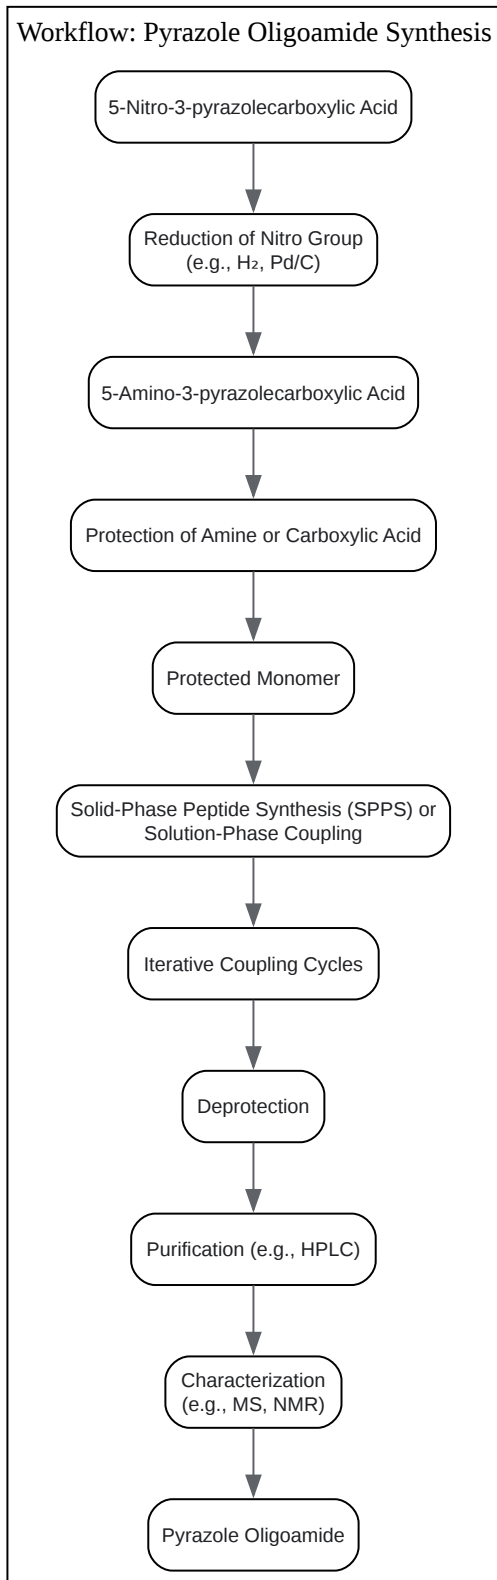 Workflow: Pyrazole Oligoamide Synthesis
5-Nitro-3-pyrazolecarboxylic Acid
Reduction of Nitro Group
(e.g., H₂, Pd/C)
5-Amino-3-pyrazolecarboxylic Acid
Protection of Amine or Carboxylic Acid
Protected Monomer
Solid-Phase Peptide Synthesis (SPPS) or
Solution-Phase Coupling
Iterative Coupling Cycles
Deprotection
Purification (e.g., HPLC)
Characterization
(e.g., MS, NMR)
Pyrazole Oligoamide